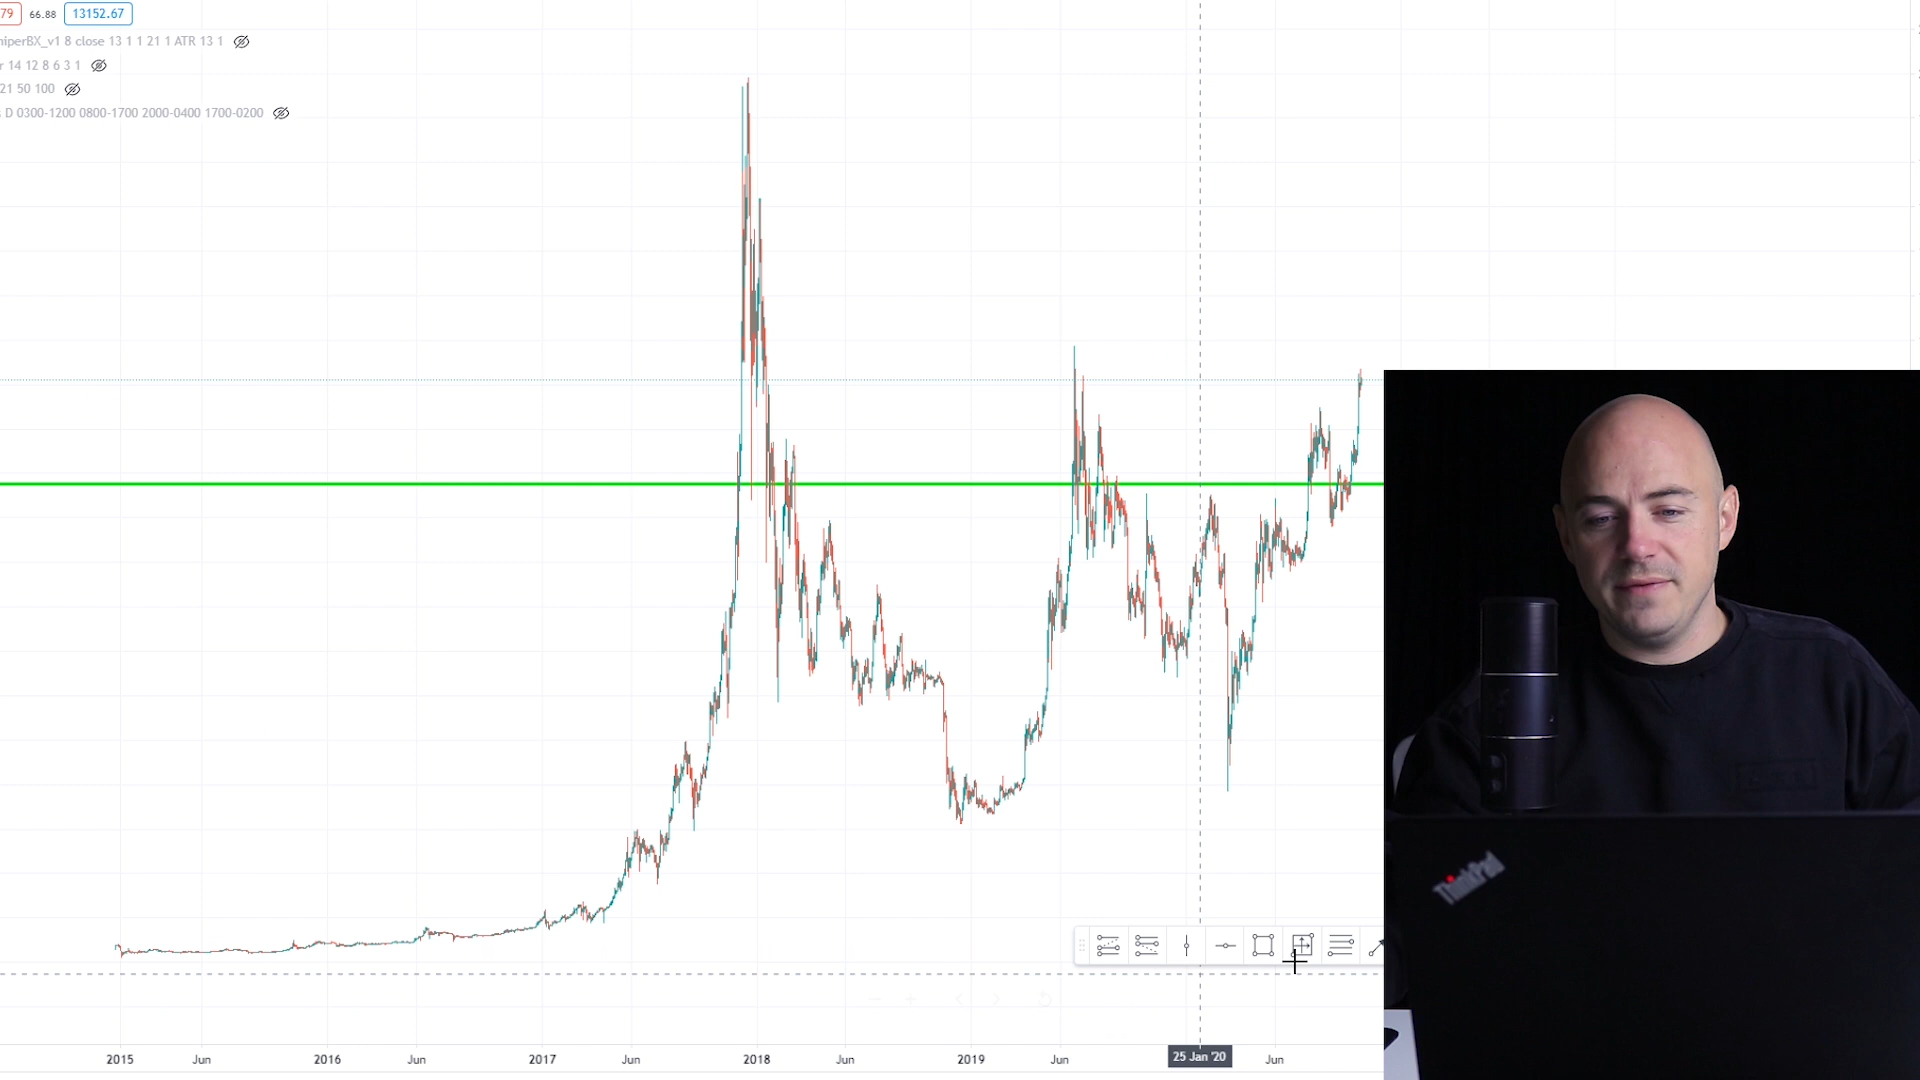 79 66.88 13152.67
niperBX_v1 8 close 13 1 1 21 1 ATR 13 1
r 14 12 8 6 3 1
21 50 100
s D 0300-1200 0800-1700 2000-0400 1700-0200
ThinkPad
2015 Jun 2016 Jun 2017 Jun 2018 Jun 2019 Jun 25 Jan '20 Jun